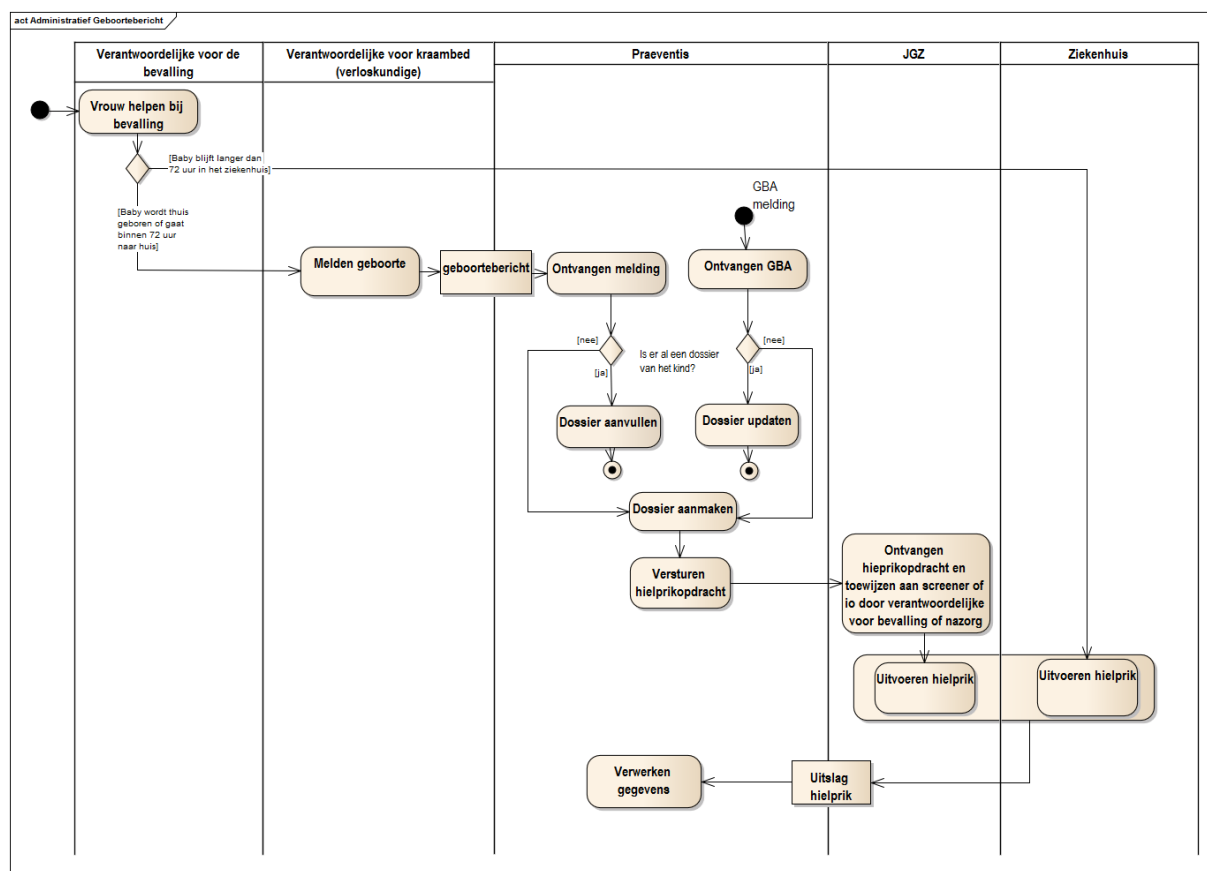 act Administratief Geboortebericht
Verantwoordelijke voor de
bevalling
Verantwoordelijke voor kraambed
(verloskundige)
Praeventis
JGZ
Ziekenhuis
Vrouw helpen bij
bevalling
[Baby blijft langer dan
72 uur in het ziekenhuis]
[Baby wordt thuis
geboren of gaat
binnen 72 uur
naar huis]
GBA
melding
Melden geboorte
geboortebericht
Ontvangen melding
Ontvangen GBA
[nee]
[ja]
Is er al een dossier
van het kind?
[nee]
[ja]
Dossier aanvullen
Dossier updaten
Dossier aanmaken
Versturen
hielprikopdracht
Ontvangen
hieprikopdracht en
toewijzen aan screener of
io door verantwoordelijke
voor bevalling of nazorg
Uitvoeren hielprik
Uitvoeren hielprik
Verwerken
gegevens
Uitslag
hielprik